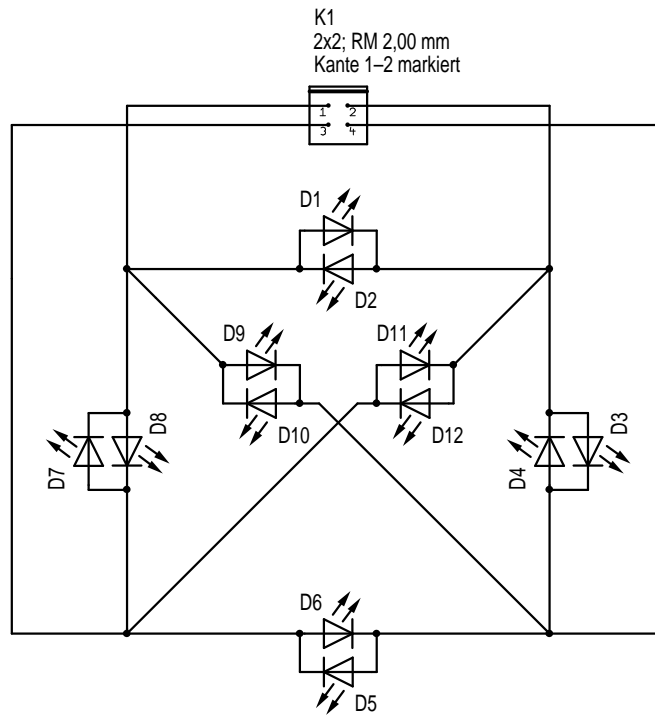 K1
2x2; RM 2,00 mm
Kante 1–2 markiert
1 2
3 4
D1
D2
D9
D11
D10
D12
D7
D8
D4
D3
D6
D5